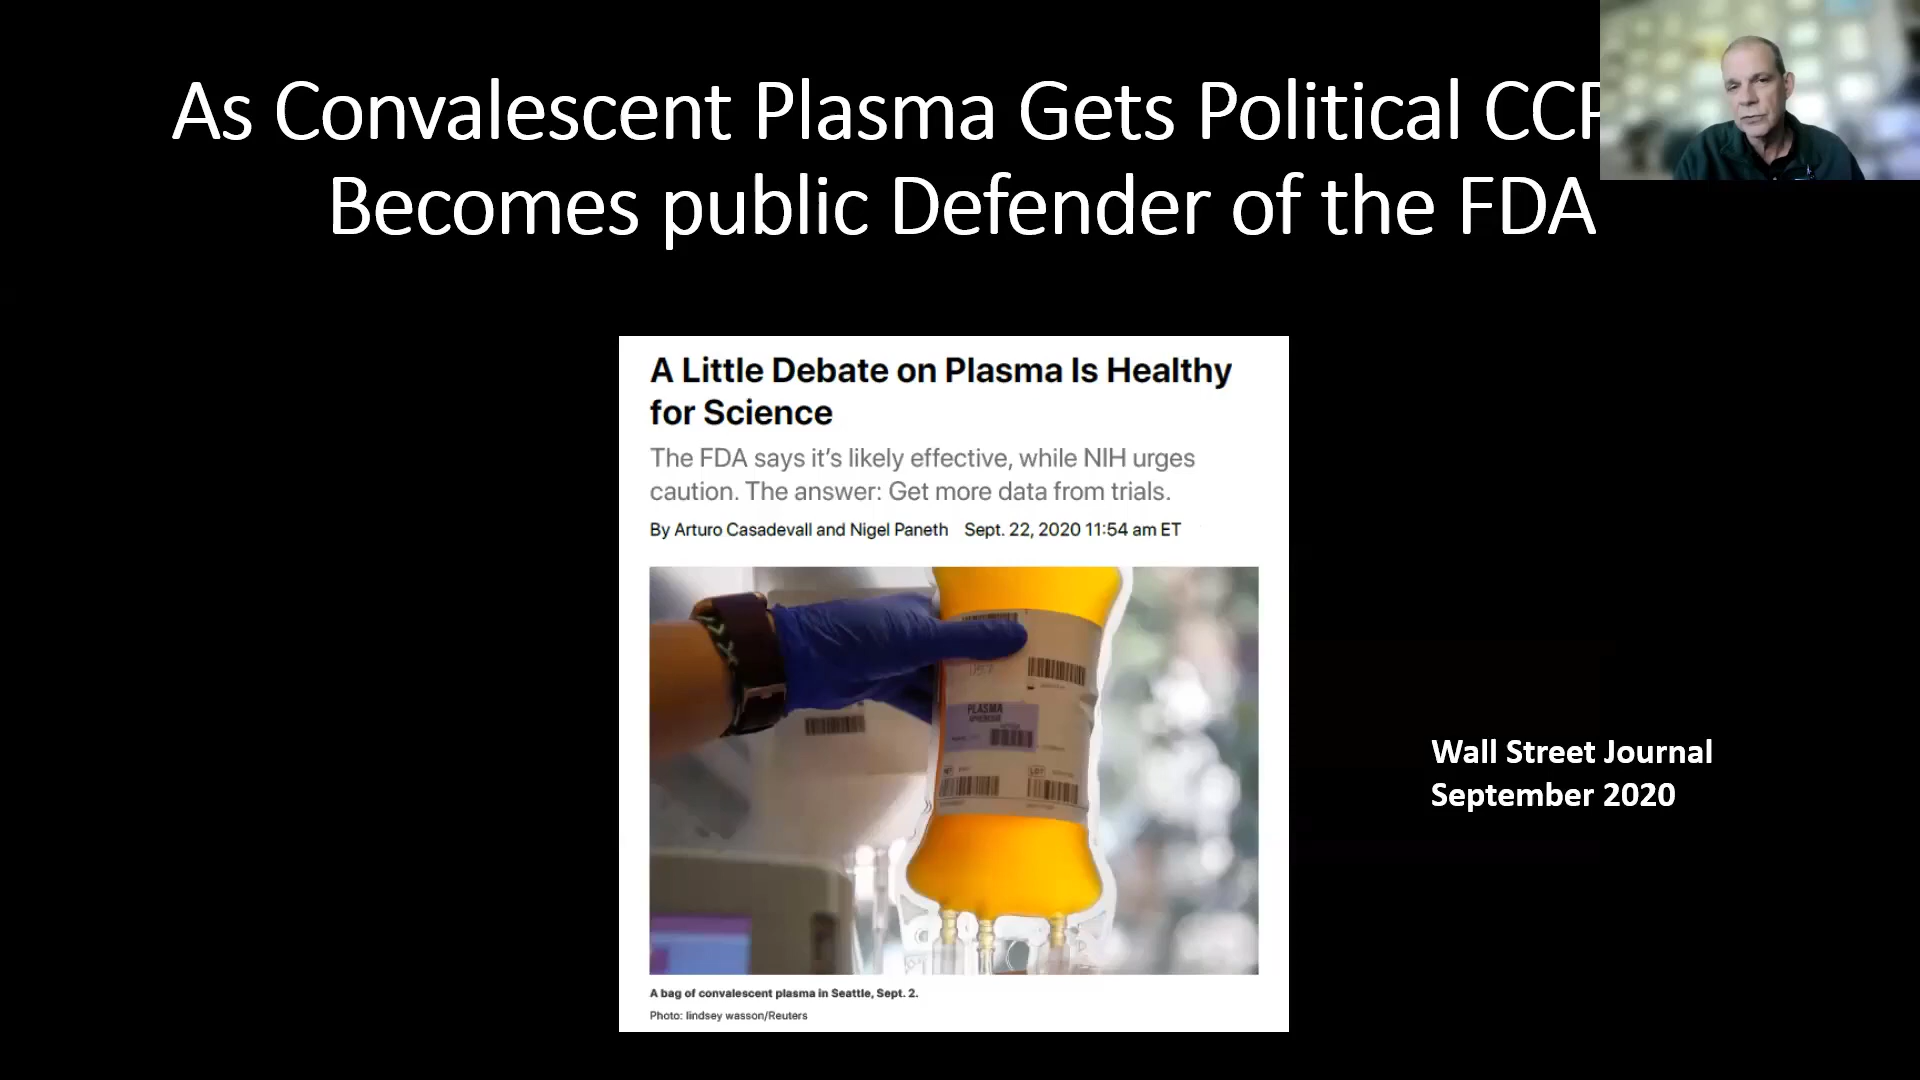 As Convalescent Plasma Gets Political CCP
Becomes public Defender of the FDA
A Little Debate on Plasma Is Healthy
for Science
The FDA says it's likely effective, while NIH urges
caution. The answer: Get more data from trials.
By Arturo Casadevall and Nigel Paneth Sept. 22, 2020 11:54 am ET
PLASMA
LOT
A bag of convalescent plasma in Seattle, Sept. 2.
Photo: lindsey wasson/Reuters
Wall Street Journal
September 2020